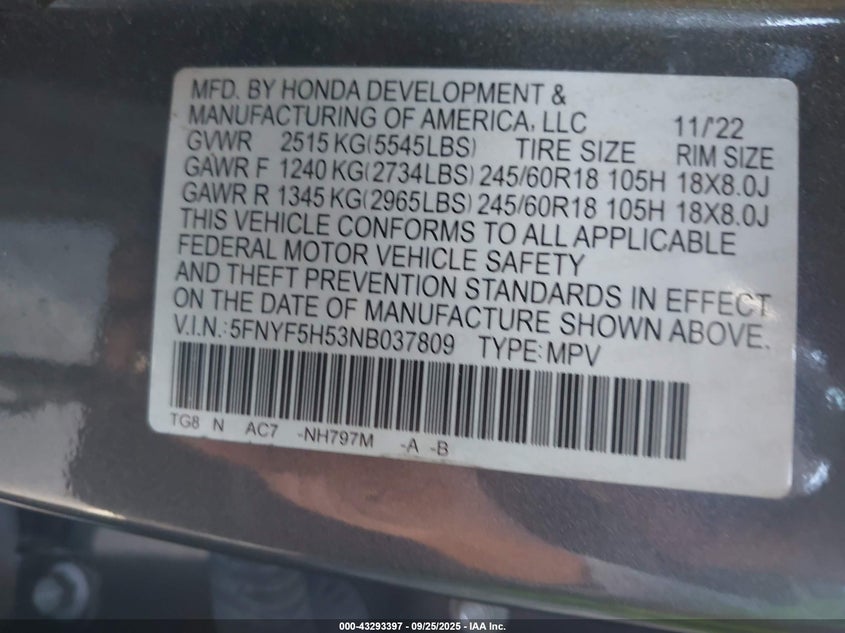 MFD. BY HONDA DEVELOPMENT &
MANUFACTURING OF AMERICA, LLC 11/'22
GVWR 2515 KG(5545LBS) TIRE SIZE RIM SIZE
GAWR F 1240 KG(2734LBS) 245/60R18 105H 18X8.0J
GAWR R 1345 KG(2965LBS) 245/60R18 105H 18X8.0J
THIS VEHICLE CONFORMS TO ALL APPLICABLE
FEDERAL MOTOR VEHICLE SAFETY
AND THEFT PREVENTION STANDARDS IN EFFECT
ON THE DATE OF MANUFACTURE SHOWN ABOVE.
V.I.N.: 5FNYF5H53NB037809 TYPE: MPV
TG8 N AC7 -NH797M -A -B
000-43293397 - 09/25/2025 - IAA Inc.